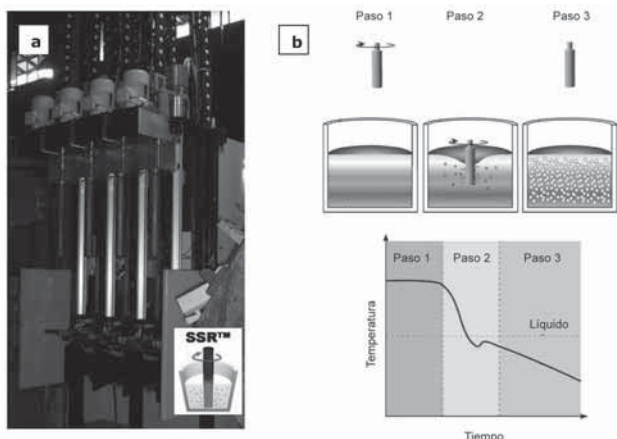 a
SSR™
b
Paso 1 Paso 2 Paso 3
Paso 1 Paso 2 Paso 3
Líquido
Temperatura
Tiempo